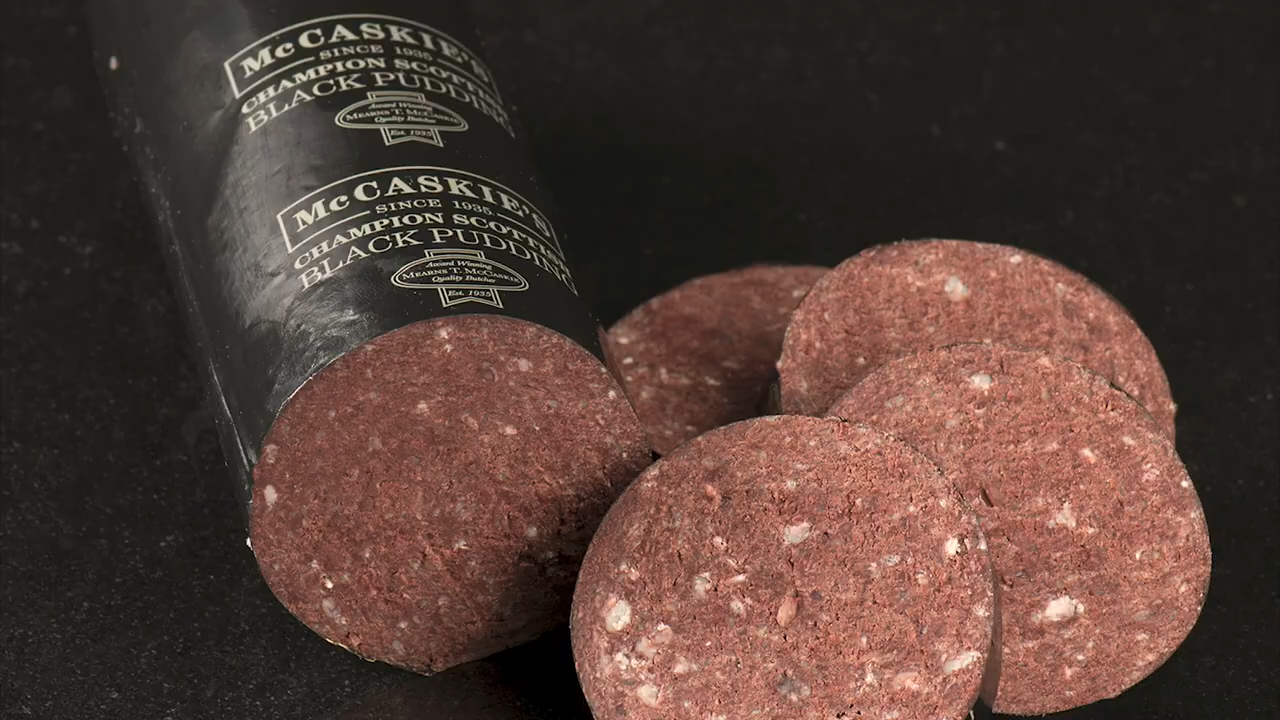 McCASKIE'S
SINCE 1935
CHAMPION SCOTTISH
BLACK PUDDING
Award Winning
MEARNS T. McCASKIE
Quality Butcher
Est. 1935
McCASKIE'S
SINCE 1935
CHAMPION SCOTTISH
BLACK PUDDING
Award Winning
MEARNS T. McCASKIE
Quality Butcher
Est. 1935